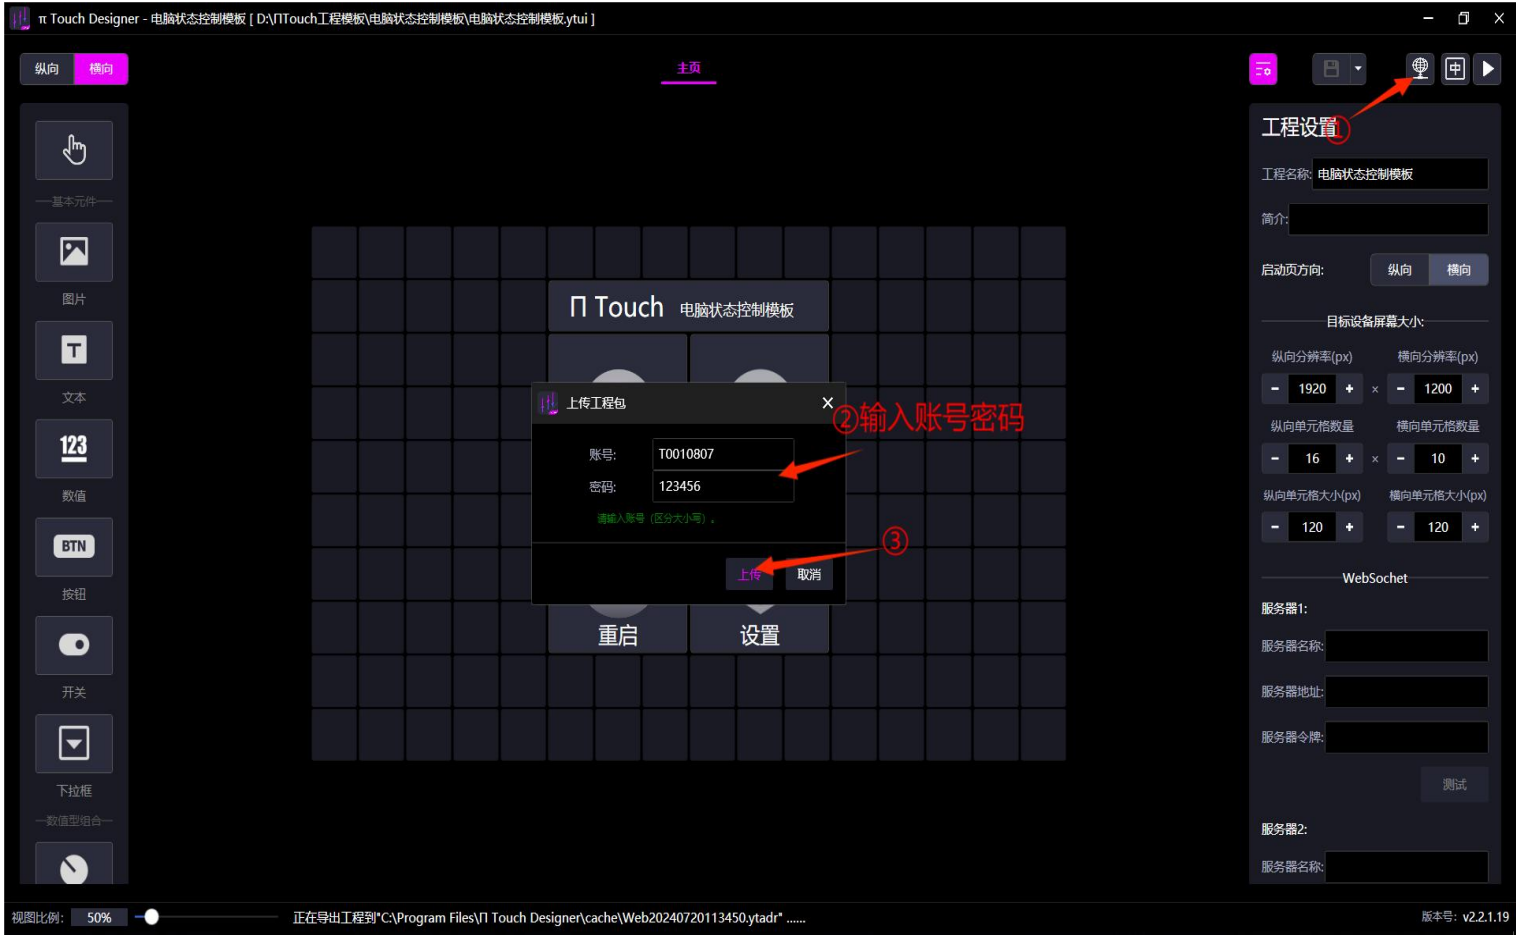 π Touch Designer - 电脑状态控制模板 [ D:\ΠTouch工程模板\电脑状态控制模板\电脑状态控制模板.ytui ]
纵向 横向
主页
中
①
工程设置
工程名称: 电脑状态控制模板
简介:
启动页方向: 纵向 横向
目标设备屏幕大小:
纵向分辨率(px) 横向分辨率(px)
- 1920 + × - 1200 +
纵向单元格数量 横向单元格数量
- 16 + × - 10 +
纵向单元格大小(px) 横向单元格大小(px)
- 120 + - 120 +
WebSochet
服务器1:
服务器名称:
服务器地址:
服务器令牌:
测试
服务器2:
服务器名称:
基本元件
图片
T
文本
123
数值
BTN
按钮
开关
下拉框
数值型组合
Π Touch 电脑状态控制模板
上传工程包
②输入账号密码
账号: T0010807
密码: 123456
请输入账号（区分大小写）。
③
上传 取消
重启 设置
视图比例: 50%
正在导出工程到"C:\Program Files\Π Touch Designer\cache\Web20240720113450.ytadr" ......
版本号: v2.2.1.19